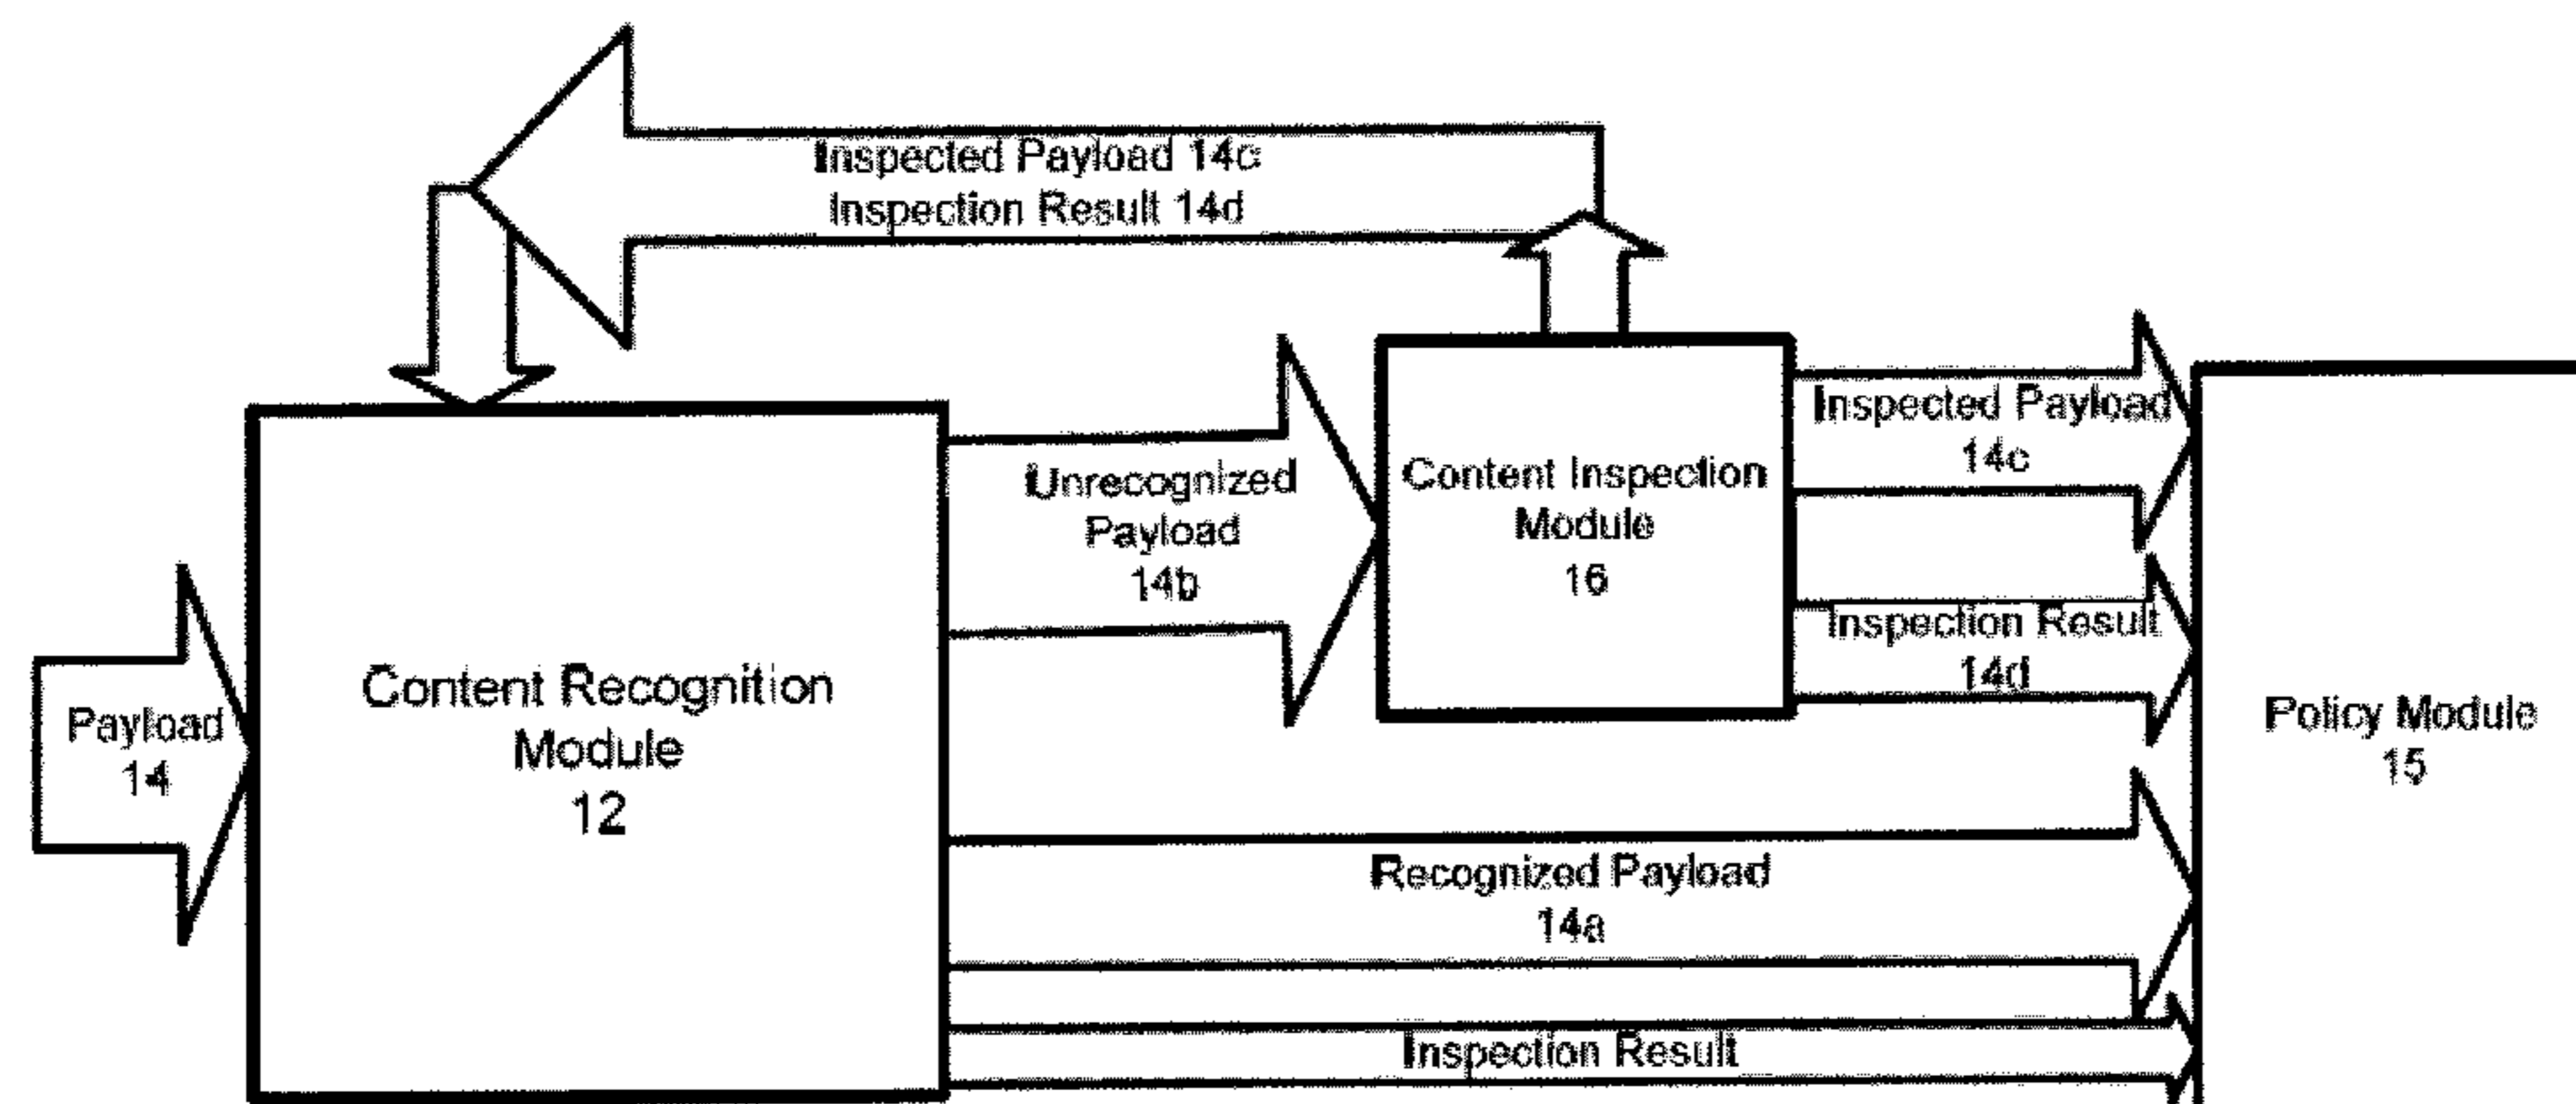 Inspected Payload 14c
Inspection Result 14d
Unrecognized
Payload
14b
Content Inspection
Module
16
Inspected Payload
14c
Inspection Result
14d
Payload
14
Content Recognition
Module
12
Policy Module
15
Recognized Payload
14a
Inspection Result